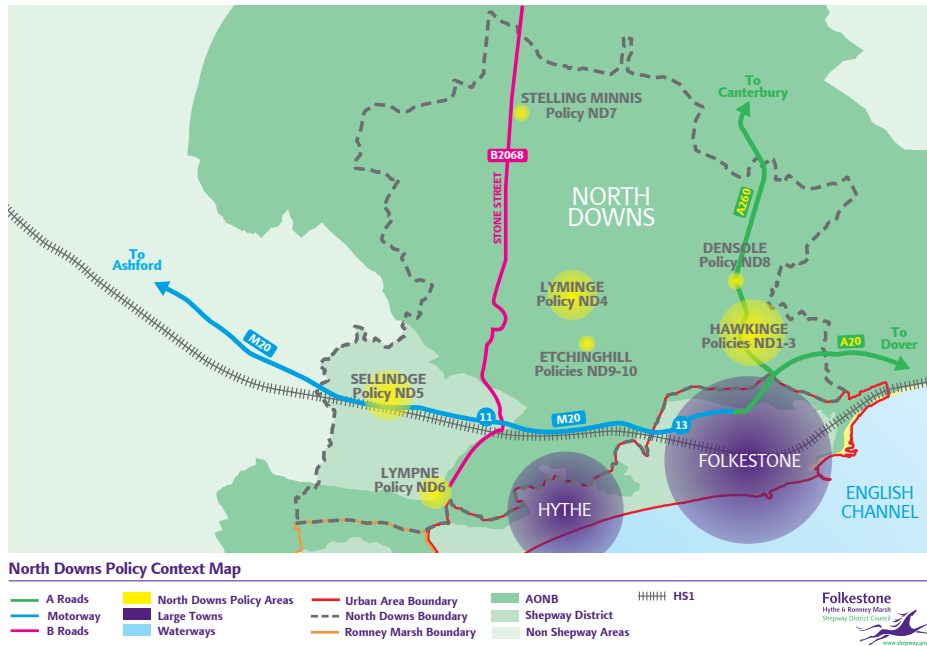 To
Canterbury
STELLING MINNIS
Policy ND7
B2068
STONE STREET
NORTH
DOWNS
A260
DENSOLE
Policy ND8
To
Ashford
LYMINGE
Policy ND4
HAWKINGE
Policies ND1-3
To
Dover
A20
M20
ETCHINGHILL
Policies ND9-10
SELLINDGE
Policy ND5
11
M20
13
FOLKESTONE
LYMPNE
Policy ND6
HYTHE
ENGLISH
CHANNEL
North Downs Policy Context Map
A Roads
Motorway
B Roads
North Downs Policy Areas
Large Towns
Waterways
Urban Area Boundary
North Downs Boundary
Romney Marsh Boundary
AONB
Shepway District
Non Shepway Areas
HS1
Folkestone
Hythe & Romney Marsh
Shepway District Council
www.shepway.gov